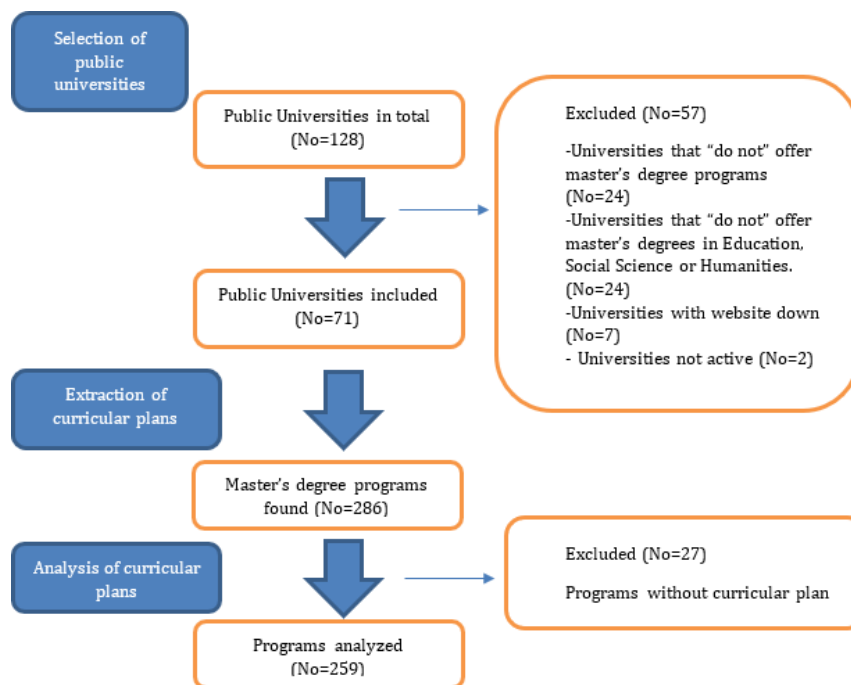 Selection of
public
universities
Public Universities in total
(No=128)
Excluded (No=57)
-Universities that “do not” offer
master's degree programs
(No=24)
-Universities that “do not” offer
master's degrees in Education,
Social Science or Humanities.
(No=24)
-Universities with website down
(No=7)
- Universities not active (No=2)
Public Universities included
(No=71)
Extraction of
curricular plans
Master's degree programs
found (No=286)
Analysis of curricular
plans
Excluded (No=27)
Programs without curricular plan
Programs analyzed
(No=259)